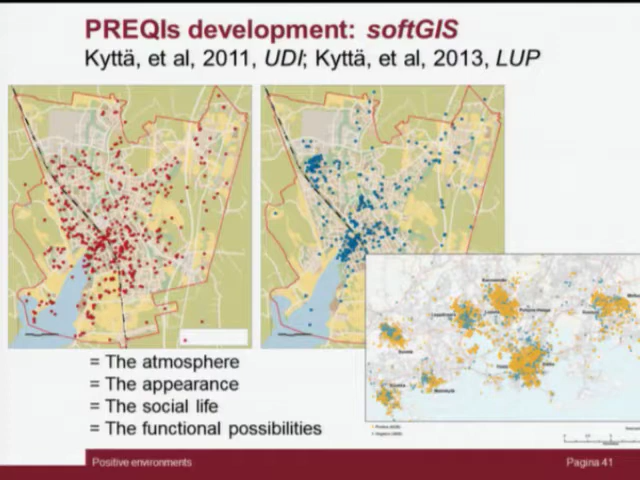 PREQIs development: softGIS
Kyttä, et al, 2011, UDI; Kyttä, et al, 2013, LUP
= The atmosphere
= The appearance
= The social life
= The functional possibilities
Positive environments
Pagina 41